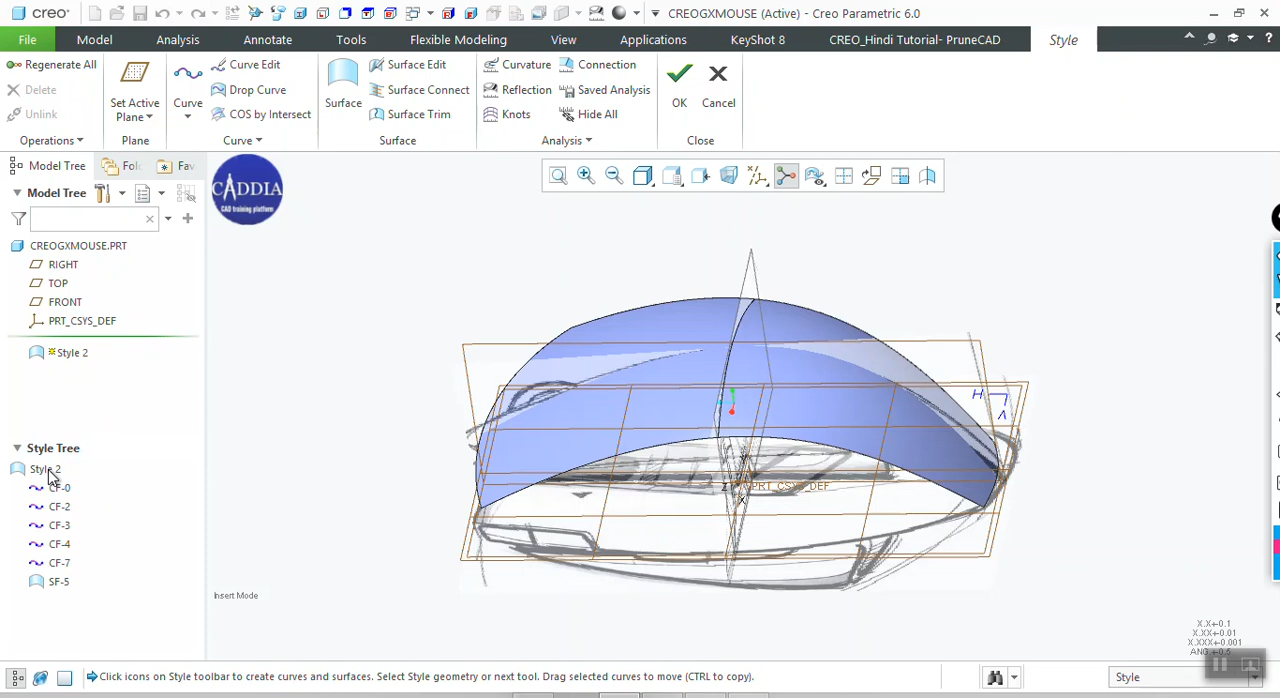 creo
CREOGXMOUSE (Active) - Creo Parametric 6.0
File Model Analysis Annotate Tools Flexible Modeling View Applications KeyShot 8 CREO_Hindi Tutorial- PruneCAD Style
Regenerate All
Delete
Unlink
Operations
Set Active Plane
Plane
Curve
Curve Edit
Drop Curve
COS by Intersect
Curve
Surface
Surface Edit
Surface Connect
Surface Trim
Surface
Curvature
Reflection
Knots
Connection
Saved Analysis
Hide All
Analysis
OK
Cancel
Close
Model Tree Fol Fav
Model Tree
CADDIA
CAD training platform
CREOGXMOUSE.PRT
RIGHT
TOP
FRONT
PRT_CSYS_DEF
Style 2
Style Tree
Style 2
CF-0
CF-2
CF-3
CF-4
CF-7
SF-5
H
V
PRT_CSYS_DEF
Z
X
Insert Mode
X.X+-0.1
X.XX+-0.01
X.XXX+-0.001
ANG.+-0.5
Click icons on Style toolbar to create curves and surfaces. Select Style geometry or next tool. Drag selected curves to move (CTRL to copy).
Style